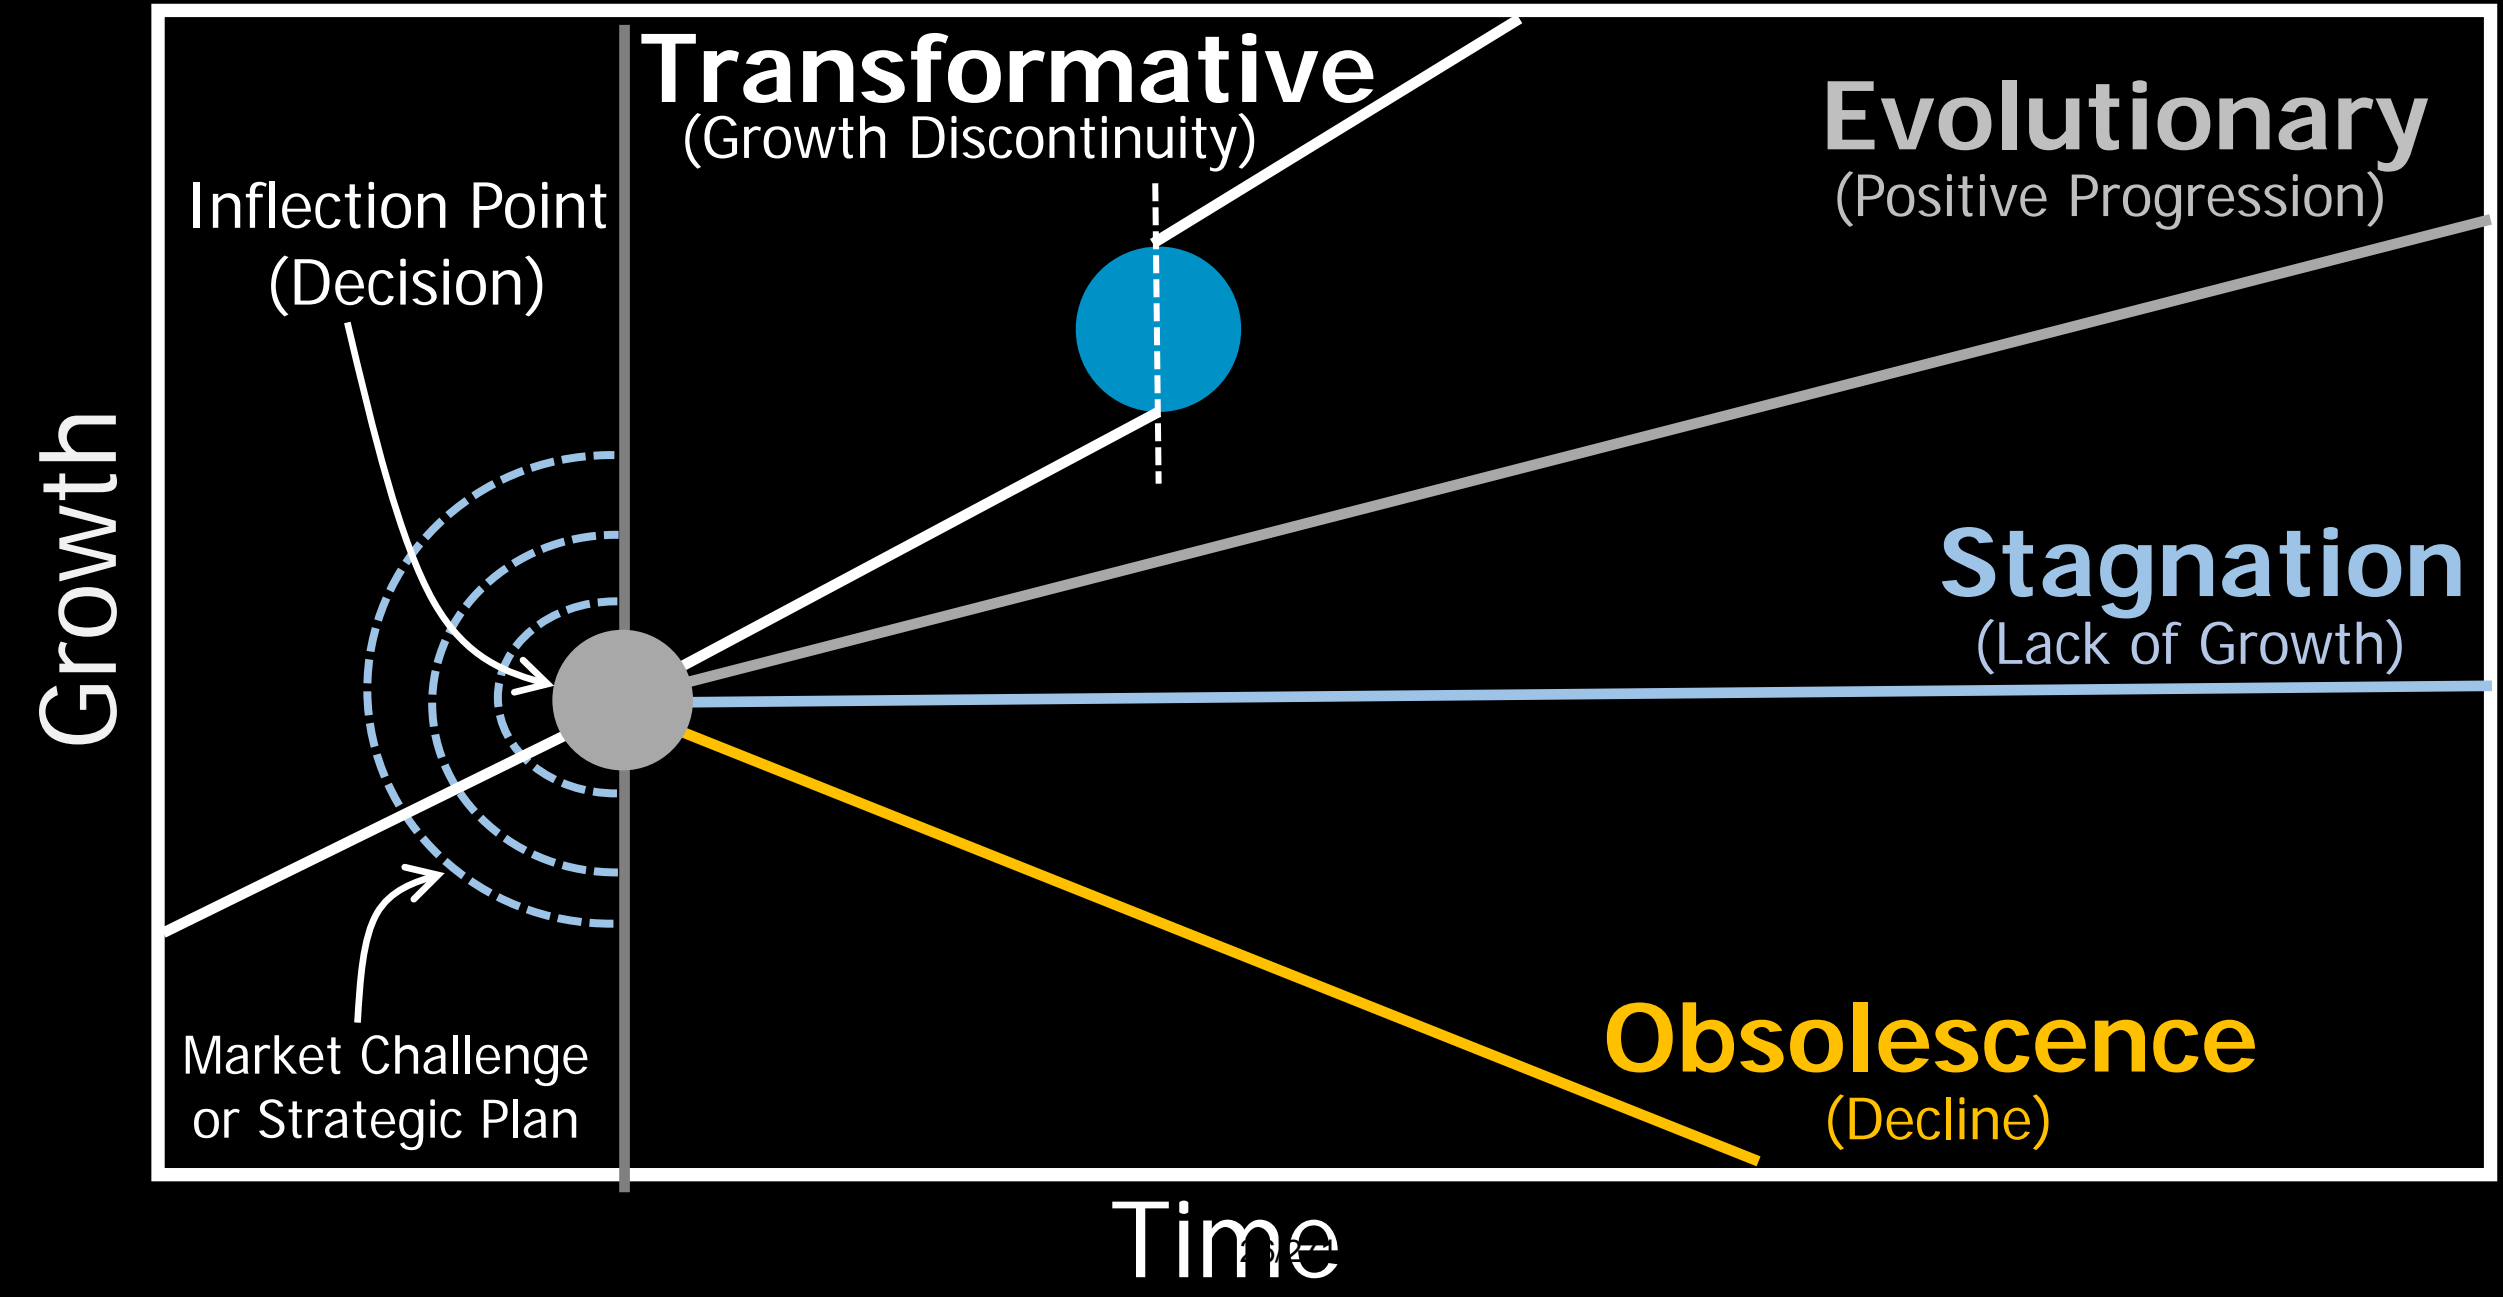 Transformative
(Growth Discontinuity)
Evolutionary
(Positive Progression)
Inflection Point
(Decision)
Growth
Stagnation
(Lack of Growth)
Obsolescence
(Decline)
Market Challenge
or Strategic Plan
Time